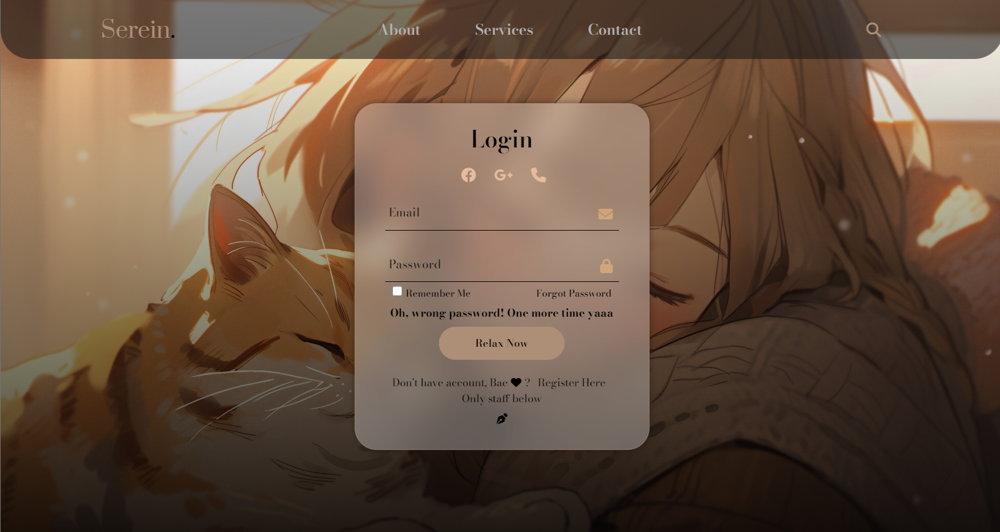 Serein.
About Services Contact
Login
Email
Password
Remember Me Forgot Password
Oh, wrong password! One more time yaaa
Relax Now
Don't have account, Bae ? Register Here
Only staff below